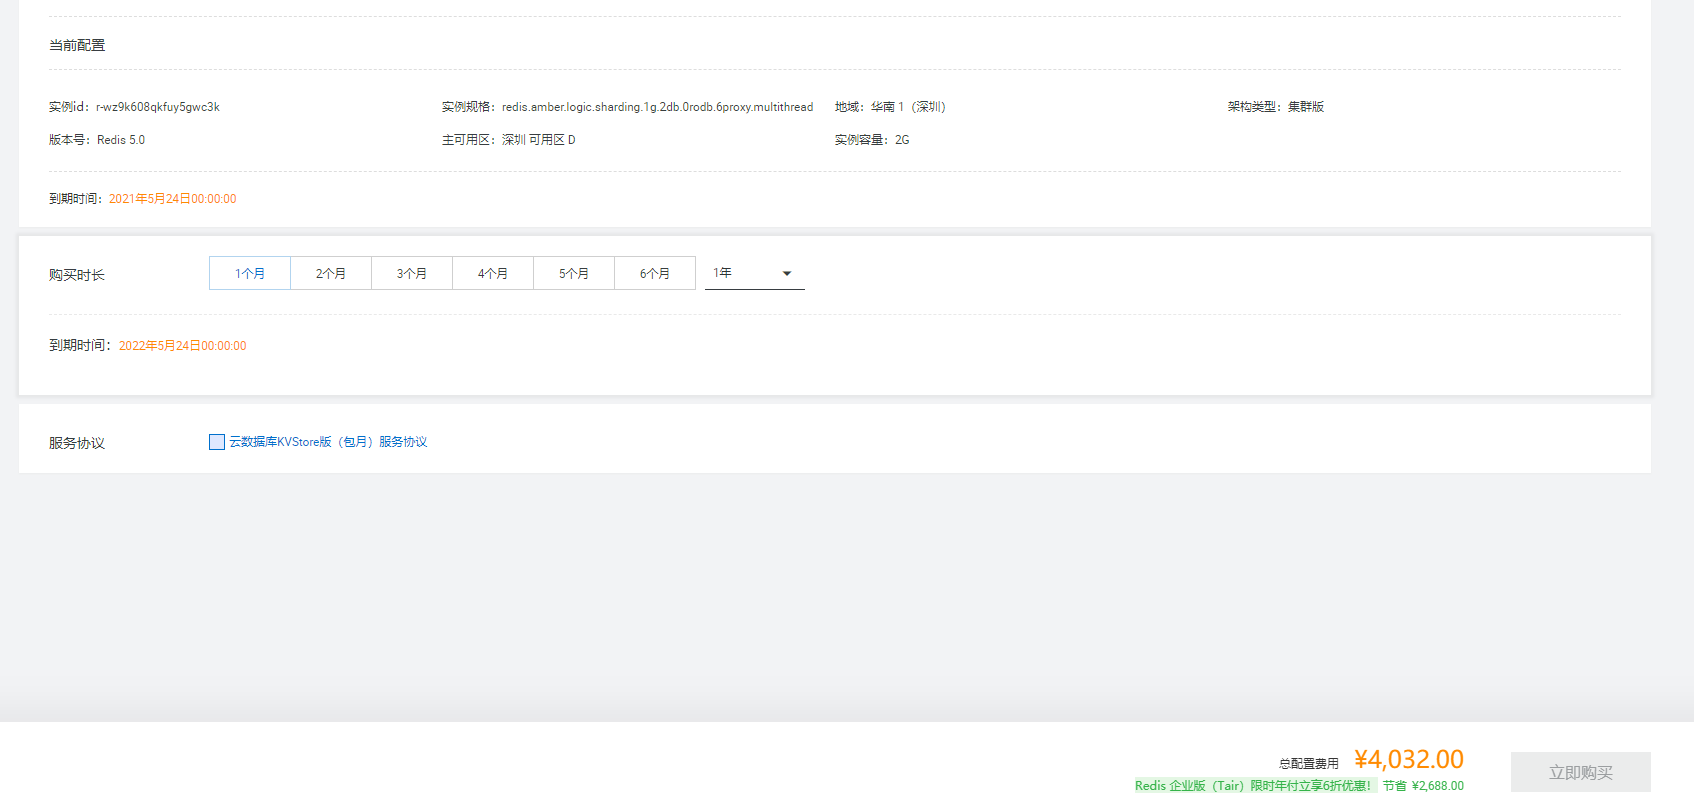 当前配置
实例id：r-wz9k608qkfuy5gwc3k 实例规格：redis.amber.logic.sharding.1g.2db.0rodb.6proxy.multithread 地域：华南 1（深圳） 架构类型：集群版
版本号：Redis 5.0 主可用区：深圳 可用区 D 实例容量：2G
到期时间：2021年5月24日00:00:00
购买时长 1个月 2个月 3个月 4个月 5个月 6个月 1年
到期时间：2022年5月24日00:00:00
服务协议 云数据库KVStore版（包月）服务协议
总配置费用 ¥4,032.00
立即购买
Redis 企业版（Tair）限时年付立享6折优惠！ 节省 ¥2,688.00